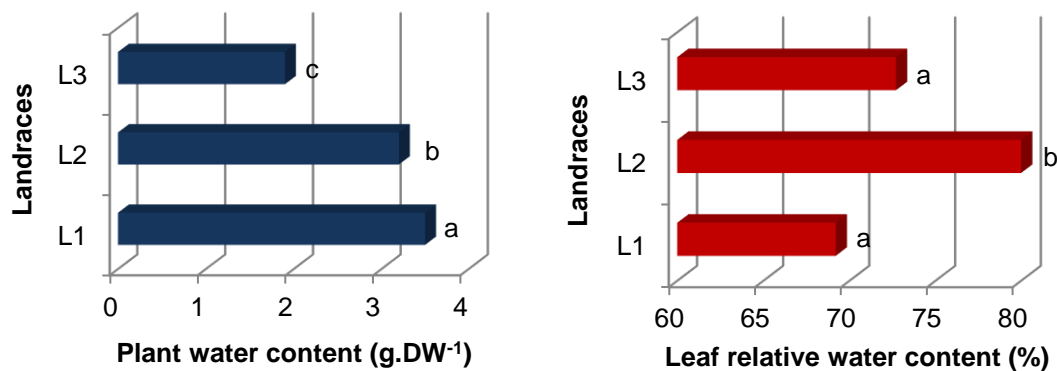 Landraces
L3
c
L2
b
L1
a
0 1 2 3 4
Plant water content (g.DW⁻¹)
Landraces
L3
a
L2
b
L1
a
60 65 70 75 80
Leaf relative water content (%)